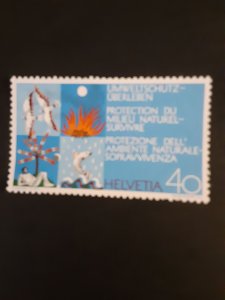 UMWELTSCHUTZ-
ÜBERLEBEN
PROTECTION DU
MILIEU NATUREL-
SURVIVRE
PROTEZIONE DELL'
AMBIENTE NATURALE-
SOPRAVVIVENZA
HELVETIA 40